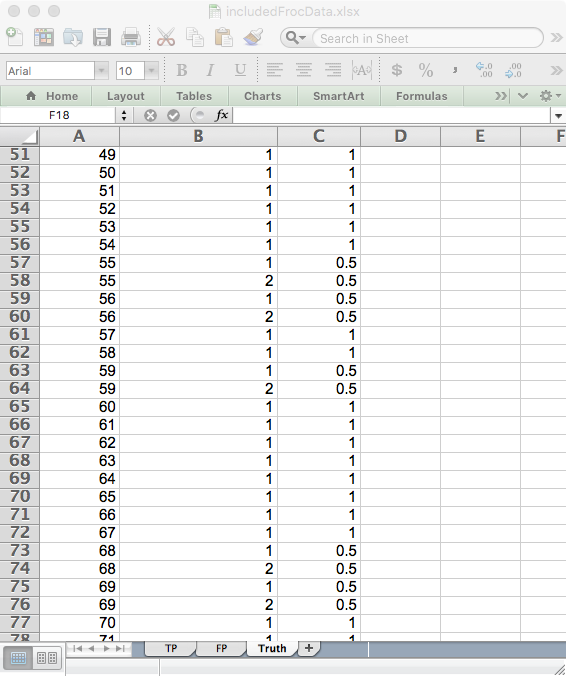 includedFrocData.xlsx
Search in Sheet
Arial 10 B I U $ % , .0 .00 .00 .0
Home Layout Tables Charts SmartArt Formulas
F18 fx
A B C D E F
51 49 1 1
52 50 1 1
53 51 1 1
54 52 1 1
55 53 1 1
56 54 1 1
57 55 1 0.5
58 55 2 0.5
59 56 1 0.5
60 56 2 0.5
61 57 1 1
62 58 1 1
63 59 1 0.5
64 59 2 0.5
65 60 1 1
66 61 1 1
67 62 1 1
68 63 1 1
69 64 1 1
70 65 1 1
71 66 1 1
72 67 1 1
73 68 1 0.5
74 68 2 0.5
75 69 1 0.5
76 69 2 0.5
77 70 1 1
78 71 1 1
TP FP Truth